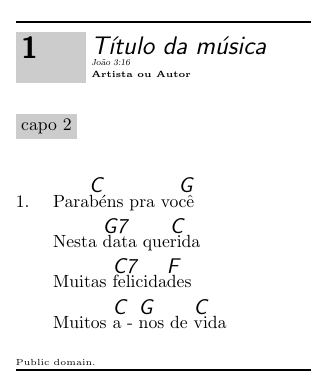 1 Título da música
João 3:16
Artista ou Autor
capo 2
C G
1. Parabéns pra você
G7 C
Nesta data querida
C7 F
Muitas felicidades
C G C
Muitos a - nos de vida
Public domain.